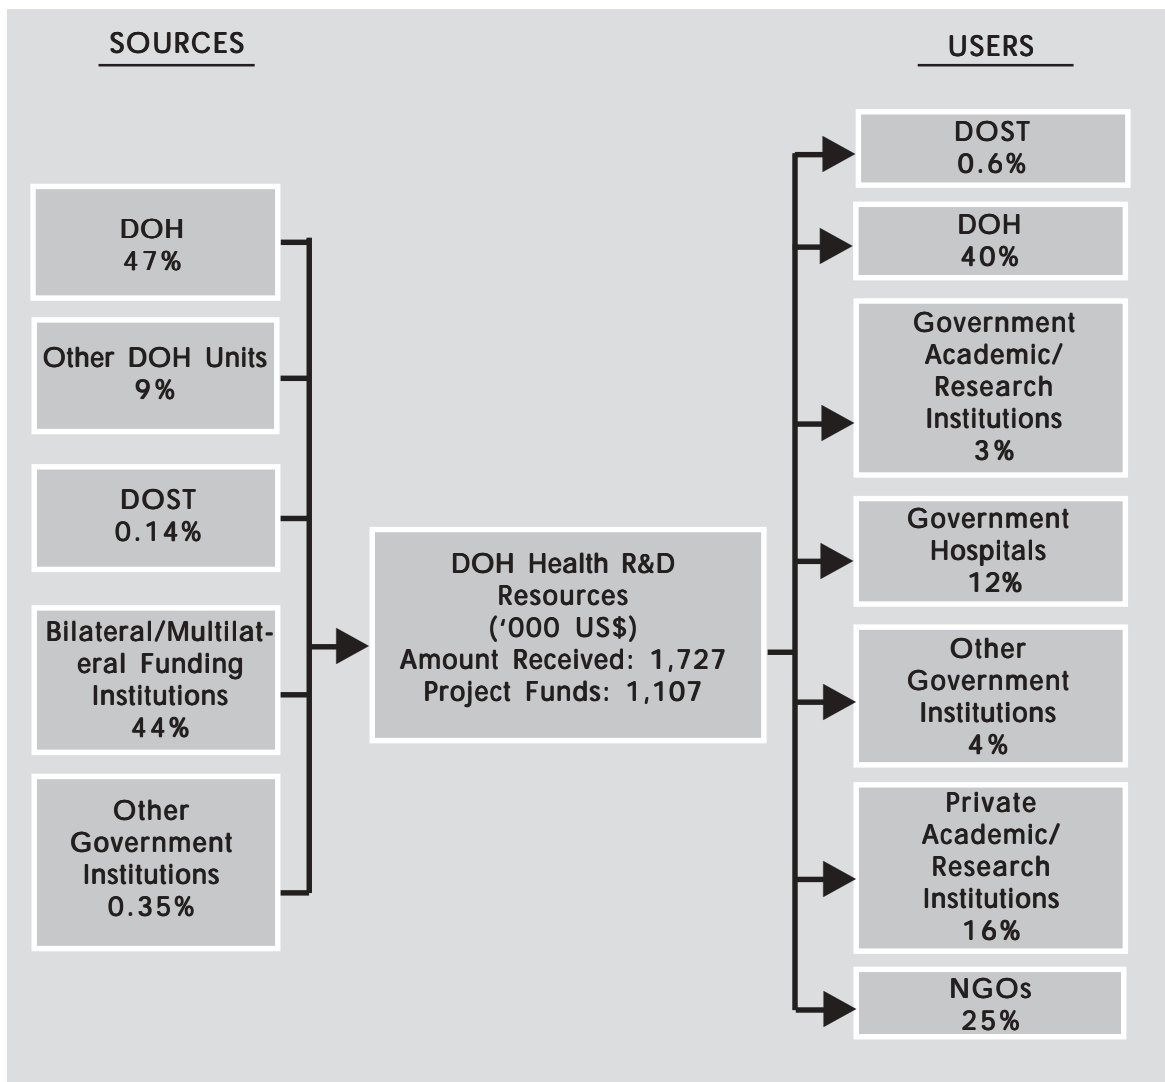 SOURCES
DOH
47%
Other DOH Units
9%
DOST
0.14%
Bilateral/Multilat-
eral Funding
Institutions
44%
Other
Government
Institutions
0.35%
DOH Health R&D
Resources
('000 US$)
Amount Received: 1,727
Project Funds: 1,107
USERS
DOST
0.6%
DOH
40%
Government
Academic/
Research
Institutions
3%
Government
Hospitals
12%
Other
Government
Institutions
4%
Private
Academic/
Research
Institutions
16%
NGOs
25%